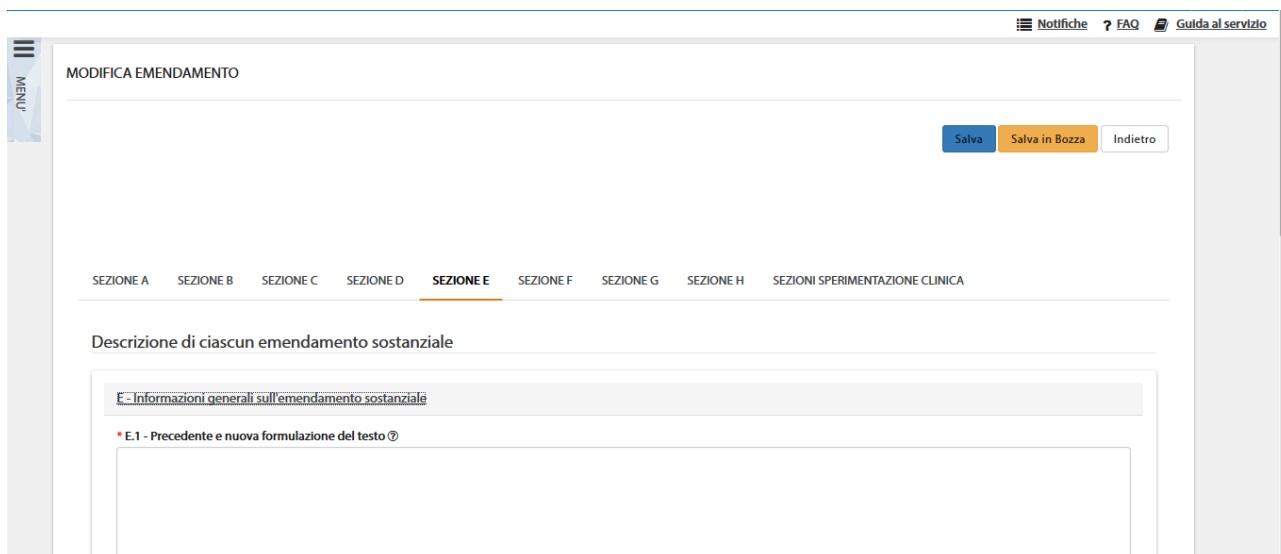 Notifiche ? FAQ Guida al servizio
MENU'
MODIFICA EMENDAMENTO
Salva Salva in Bozza Indietro
SEZIONE A SEZIONE B SEZIONE C SEZIONE D SEZIONE E SEZIONE F SEZIONE G SEZIONE H SEZIONI SPERIMENTAZIONE CLINICA
Descrizione di ciascun emendamento sostanziale
E - Informazioni generali sull'emendamento sostanziale
* E.1 - Precedente e nuova formulazione del testo ?